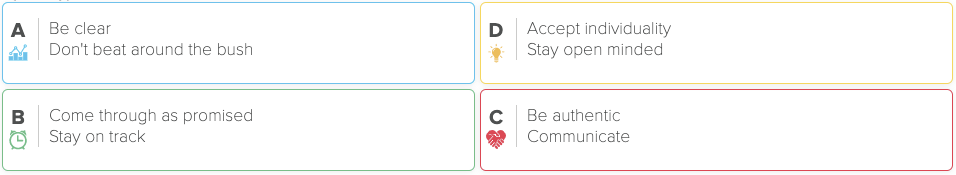 A
Be clear
Don't beat around the bush
D
Accept individuality
Stay open minded
B
Come through as promised
Stay on track
C
Be authentic
Communicate